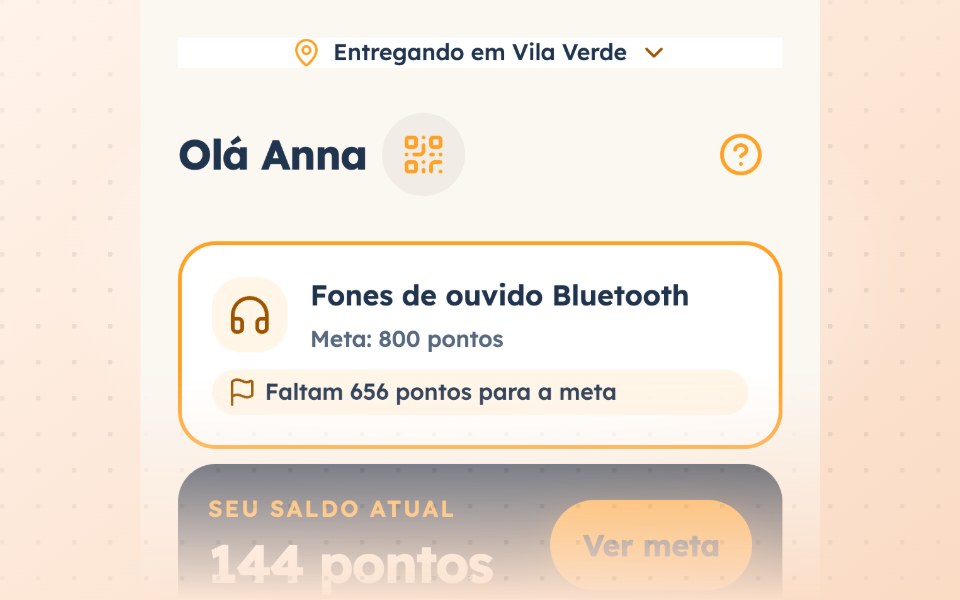 Entregando em Vila Verde
Olá Anna
Fones de ouvido Bluetooth
Meta: 800 pontos
Faltam 656 pontos para a meta
SEU SALDO ATUAL
144 pontos
Ver meta